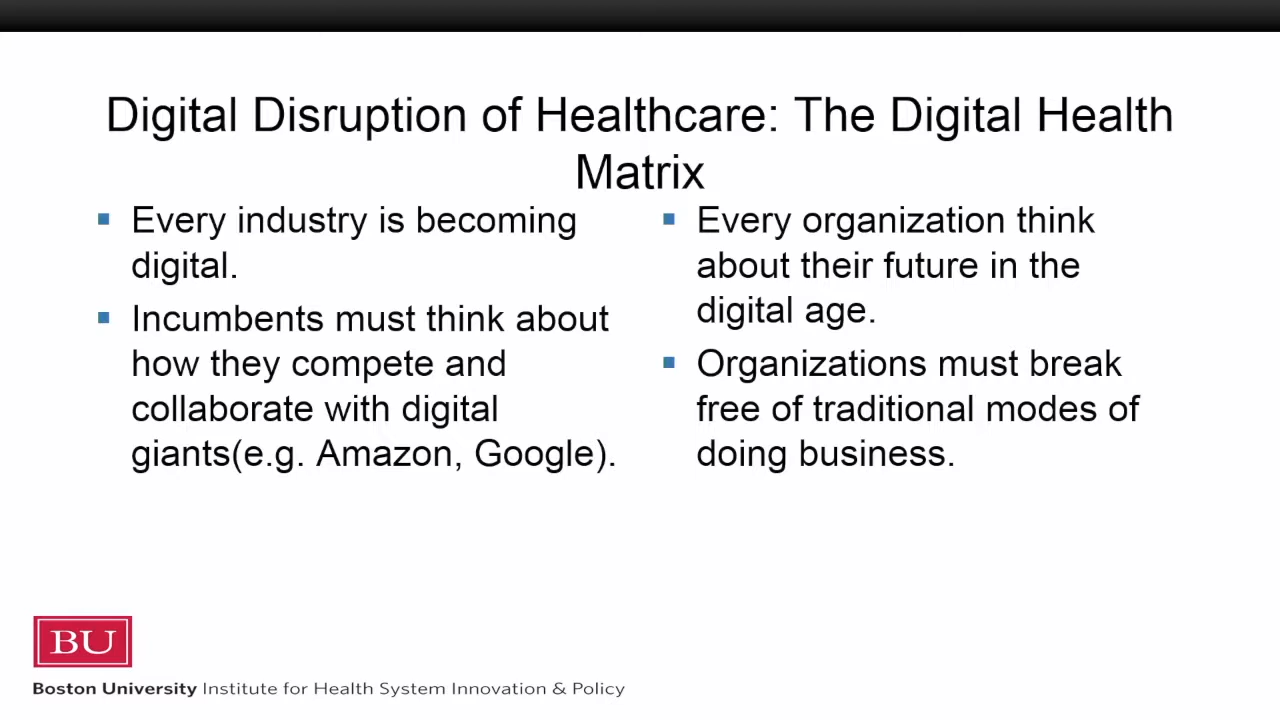 Digital Disruption of Healthcare: The Digital Health
Matrix
Every industry is becoming
digital.
Incumbents must think about
how they compete and
collaborate with digital
giants(e.g. Amazon, Google).
Every organization think
about their future in the
digital age.
Organizations must break
free of traditional modes of
doing business.
BU
Boston University Institute for Health System Innovation & Policy